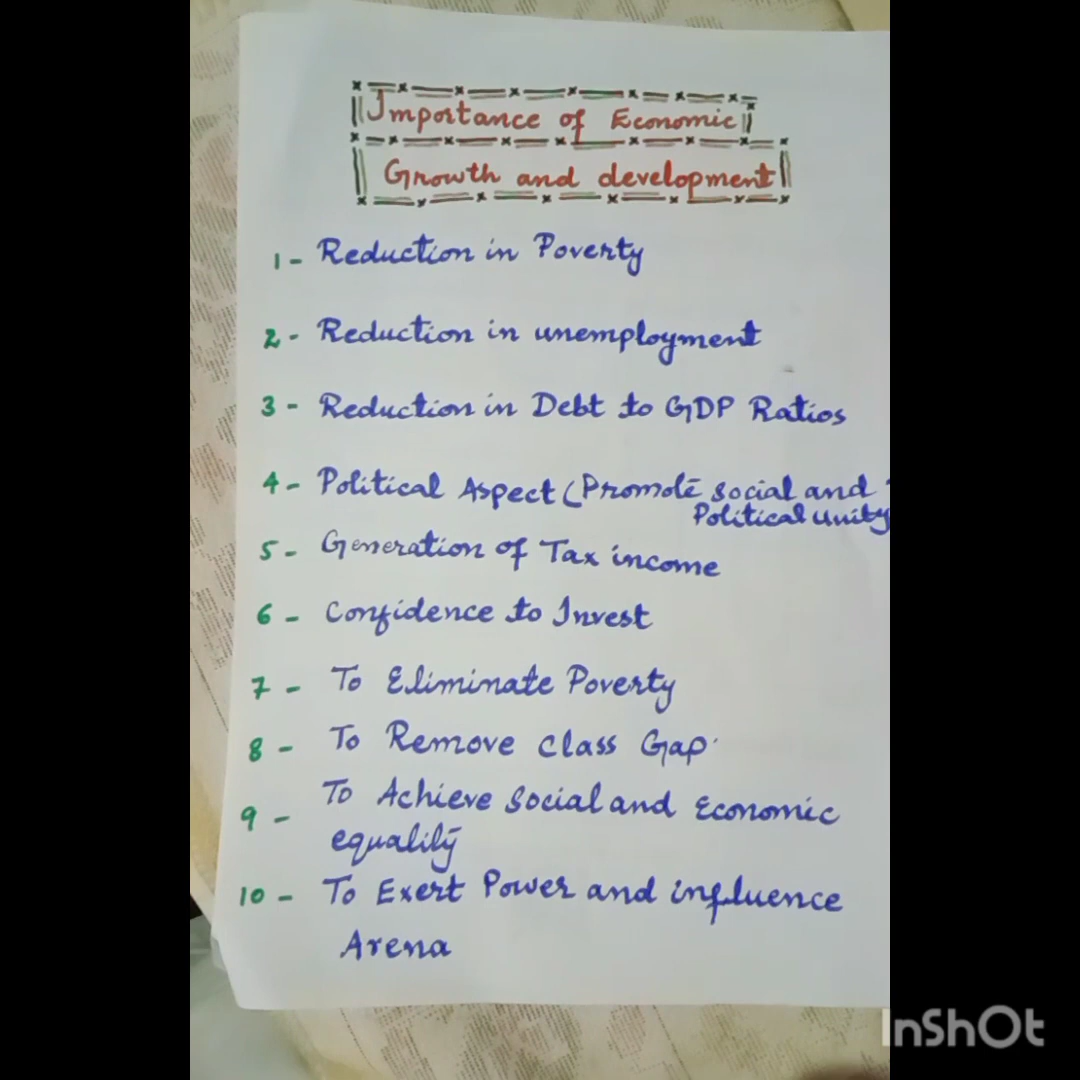 Importance of Economic
Growth and development
1 - Reduction in Poverty
2 - Reduction in unemployment
3 - Reduction in Debt to GDP Ratios
4 - Political Aspect (Promote social and
Political unity
5 - Generation of Tax income
6 - Confidence to Invest
7 - To Eliminate Poverty
8 - To Remove Class Gap
9 - To Achieve Social and Economic
equality
10 - To Exert Power and influence
Arena
InShOt